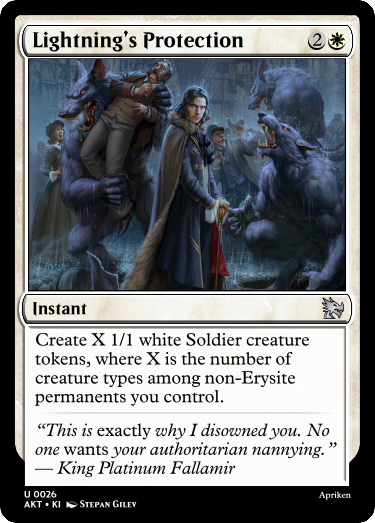 Lightning's Protection 2
Instant
Create X 1/1 white Soldier creature
tokens, where X is the number of
creature types among non-Erysite
permanents you control.
“This is exactly why I disowned you. No
one wants your authoritarian nannying.”
— King Platinum Fallamir
U 0026
Apriken
AKT • KI Stepan Gilev